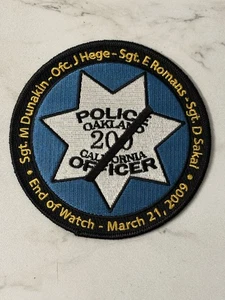 Sgt. M Dunakin - Ofc. J Hege - Sgt. E Romans - Sgt. D Sakai
POLICE
OAKLAND
200
CALIFORNIA
OFFICER
• End of Watch - March 21, 2009 •